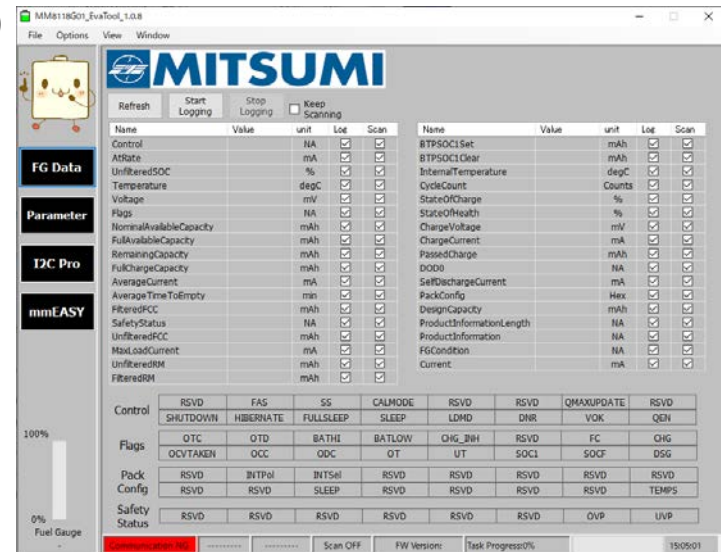 MM8118G01_EvaTool_1.0.8
File Options View Window
MITSUMI
Refresh Start Logging Stop Logging Keep Scanning
FG Data
Parameter
I2C Pro
mmEASY
Name Value unit Log Scan
Control NA
AtRate mA
UnfilteredSOC %
Temperature degC
Voltage mV
Flags NA
NominalAvailableCapacity mAh
FullAvailableCapacity mAh
RemainingCapacity mAh
FullChargeCapacity mAh
AverageCurrent mA
AverageTimeToEmpty min
FilteredFCC mAh
SafetyStatus NA
UnfilteredFCC mAh
MaxLoadCurrent mA
UnfilteredRM mAh
FilteredRM mAh
Name Value unit Log Scan
BTPSOC1Set mAh
BTPSOC1Clear mAh
InternalTemperature degC
CycleCount Counts
StateOfCharge %
StateOfHealth %
ChargeVoltage mV
ChargeCurrent mA
PassedCharge mAh
DOD0 NA
SelfDischargeCurrent mA
PackConfig Hex
DesignCapacity mAh
ProductInformationLength NA
ProductInformation NA
FGCondition NA
Current mA
Control
RSVD FAS SS CALMODE RSVD RSVD QMAXUPDATE RSVD
SHUTDOWN HIBERNATE FULLSLEEP SLEEP LDMD DNR VOK QEN
Flags
OTC OTD BATHI BATLOW CHG_INH RSVD FC CHG
OCVTAKEN OCC ODC OT UT SOC1 SOCF DSG
Pack Config
RSVD INTPol INTSel RSVD RSVD RSVD RSVD RSVD
RSVD RSVD SLEEP RSVD RSVD RSVD RSVD TEMPS
Safety Status
RSVD RSVD RSVD RSVD RSVD RSVD OVP UVP
100%
0%
Fuel Gauge
-
Communication NG --------- --------- Scan OFF FW Version: Task Progress:0% 15:05:01